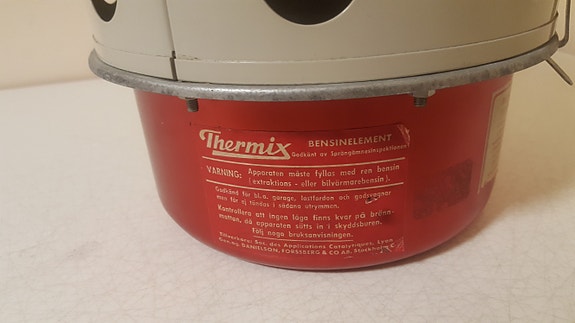 Thermix BENSINELEMENT
Godkänt av Sprängämnesinspektionen
VARNING: Apparaten måste fyllas med ren bensin
(extraktions - eller bilvärmarebensin).
Godkänd för bl.a. garage, lastfordon och godsvagnar
men får ej tändas i sådana utrymmen.
Kontrollera att ingen låga finns kvar på bränn-
mattan, då apparaten sätts in i skyddsburen.
Följ noga bruksanvisningen.
Tillverkare: Soc. des Applications Catalytiques, Lyon
Gen.ag. DANIELSON, FORSSBERG & CO AB. Stockholm